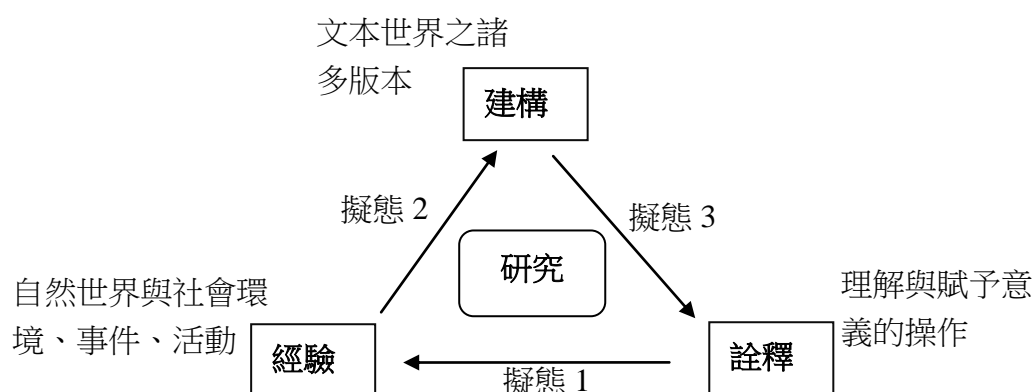 文本世界之諸
多版本
建構
擬態 2
擬態 3
研究
自然世界與社會環
境、事件、活動
理解與賦予意
義的操作
經驗
詮釋
擬態 1